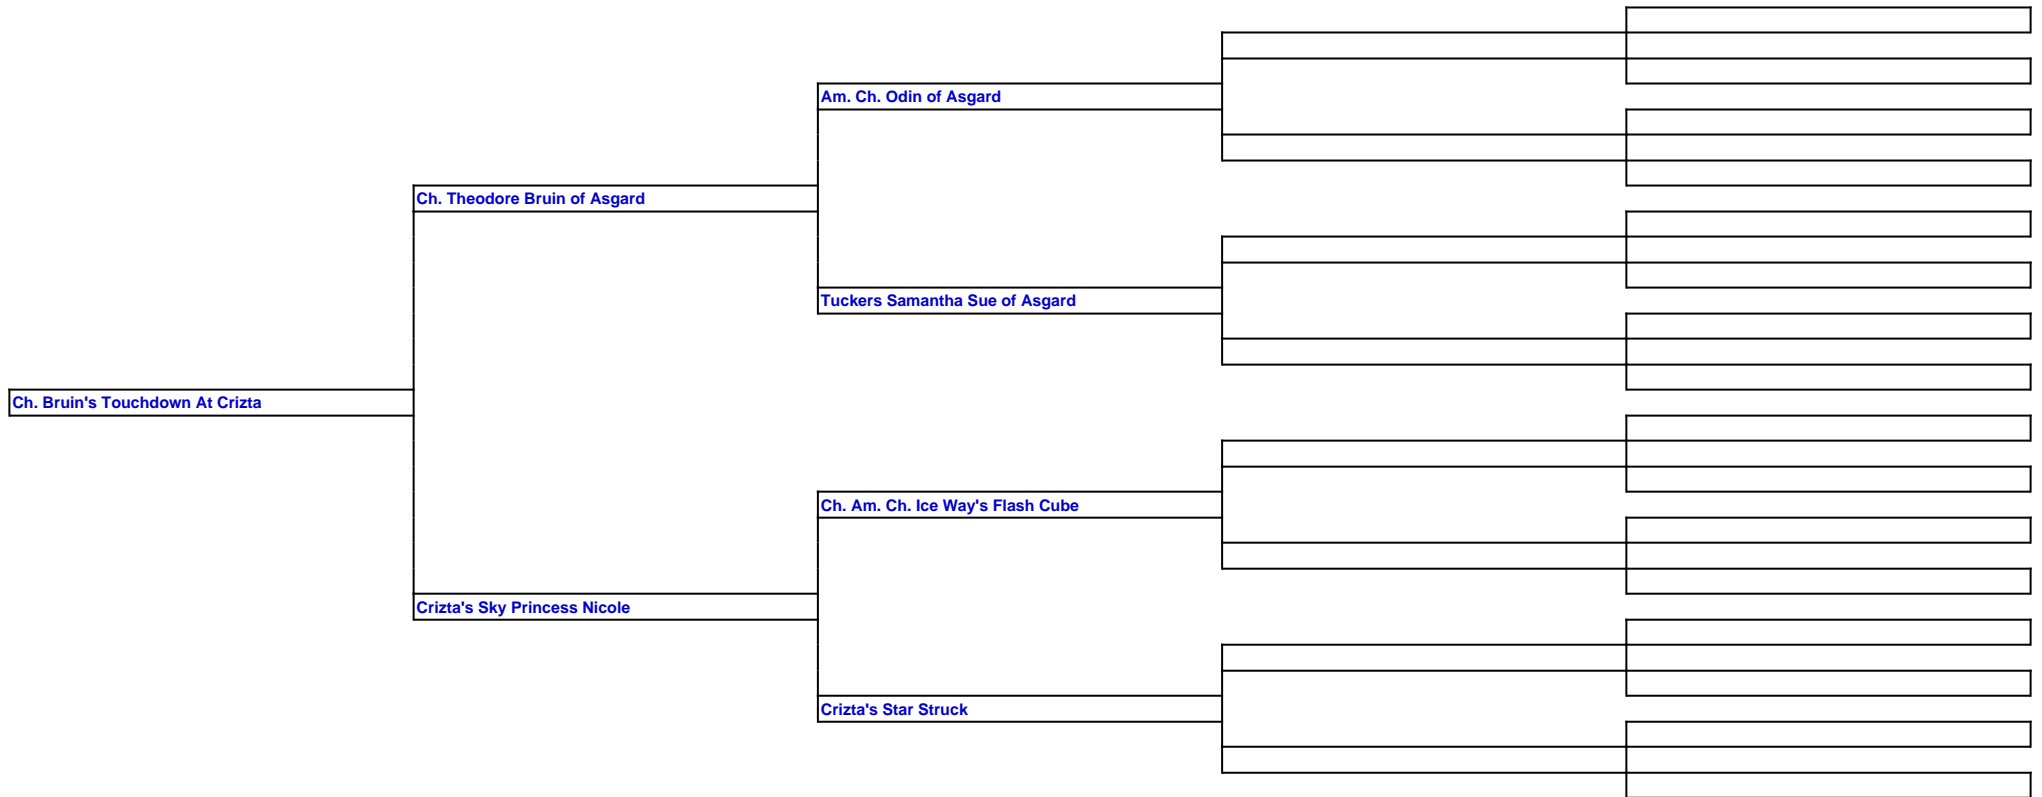 Am. Ch. Odin of Asgard
Ch. Theodore Bruin of Asgard
Tuckers Samantha Sue of Asgard
Ch. Bruin's Touchdown At Crizta
Ch. Am. Ch. Ice Way's Flash Cube
Crizta's Sky Princess Nicole
Crizta's Star Struck